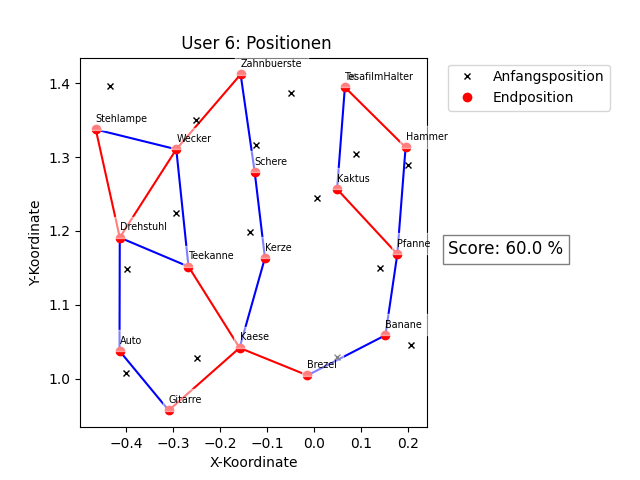 User 6: Positionen
Anfangsposition
Endposition
Score: 60.0 %
Y-Koordinate
1.4
1.3
1.2
1.1
1.0
Zahnbuerste
TesafilmHalter
Stehlampe
Wecker
Hammer
Schere
Kaktus
Drehstuhl
Pfanne
Kerze
Teekanne
Auto
Kaese
Banane
Brezel
Gitarre
−0.4 −0.3 −0.2 −0.1 0.0 0.1 0.2
X-Koordinate